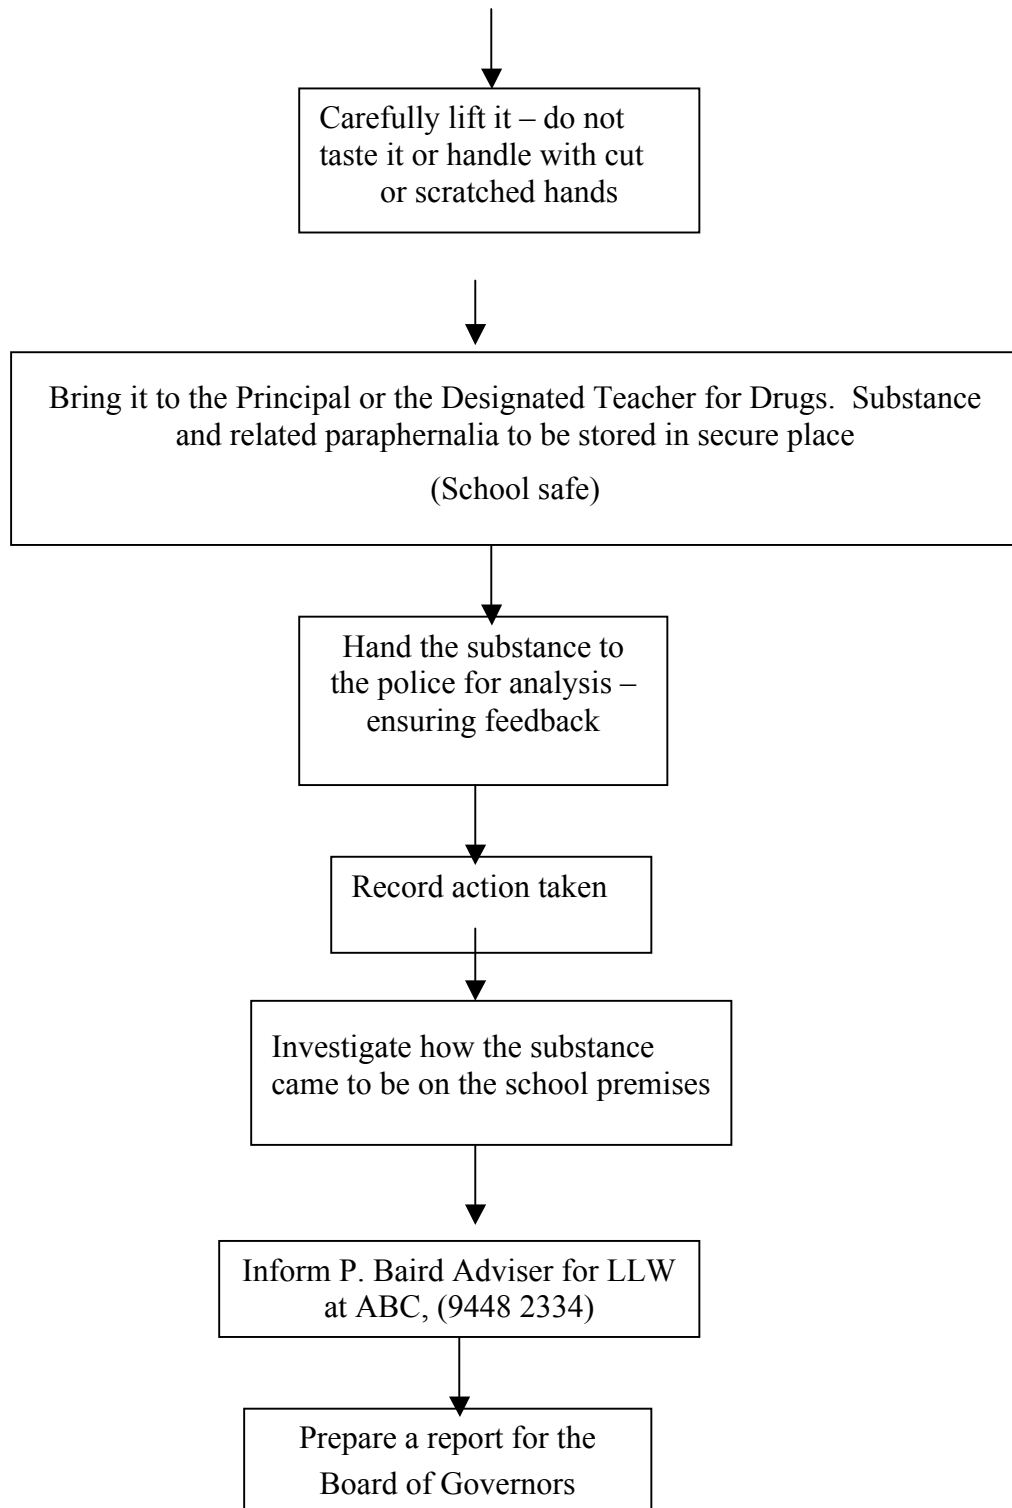 Carefully lift it – do not
taste it or handle with cut
or scratched hands
Bring it to the Principal or the Designated Teacher for Drugs.  Substance
and related paraphernalia to be stored in secure place
(School safe)
Hand the substance to
the police for analysis –
ensuring feedback
Record action taken
Investigate how the substance
came to be on the school premises
Inform P. Baird Adviser for LLW
at ABC, (9448 2334)
Prepare a report for the
Board of Governors